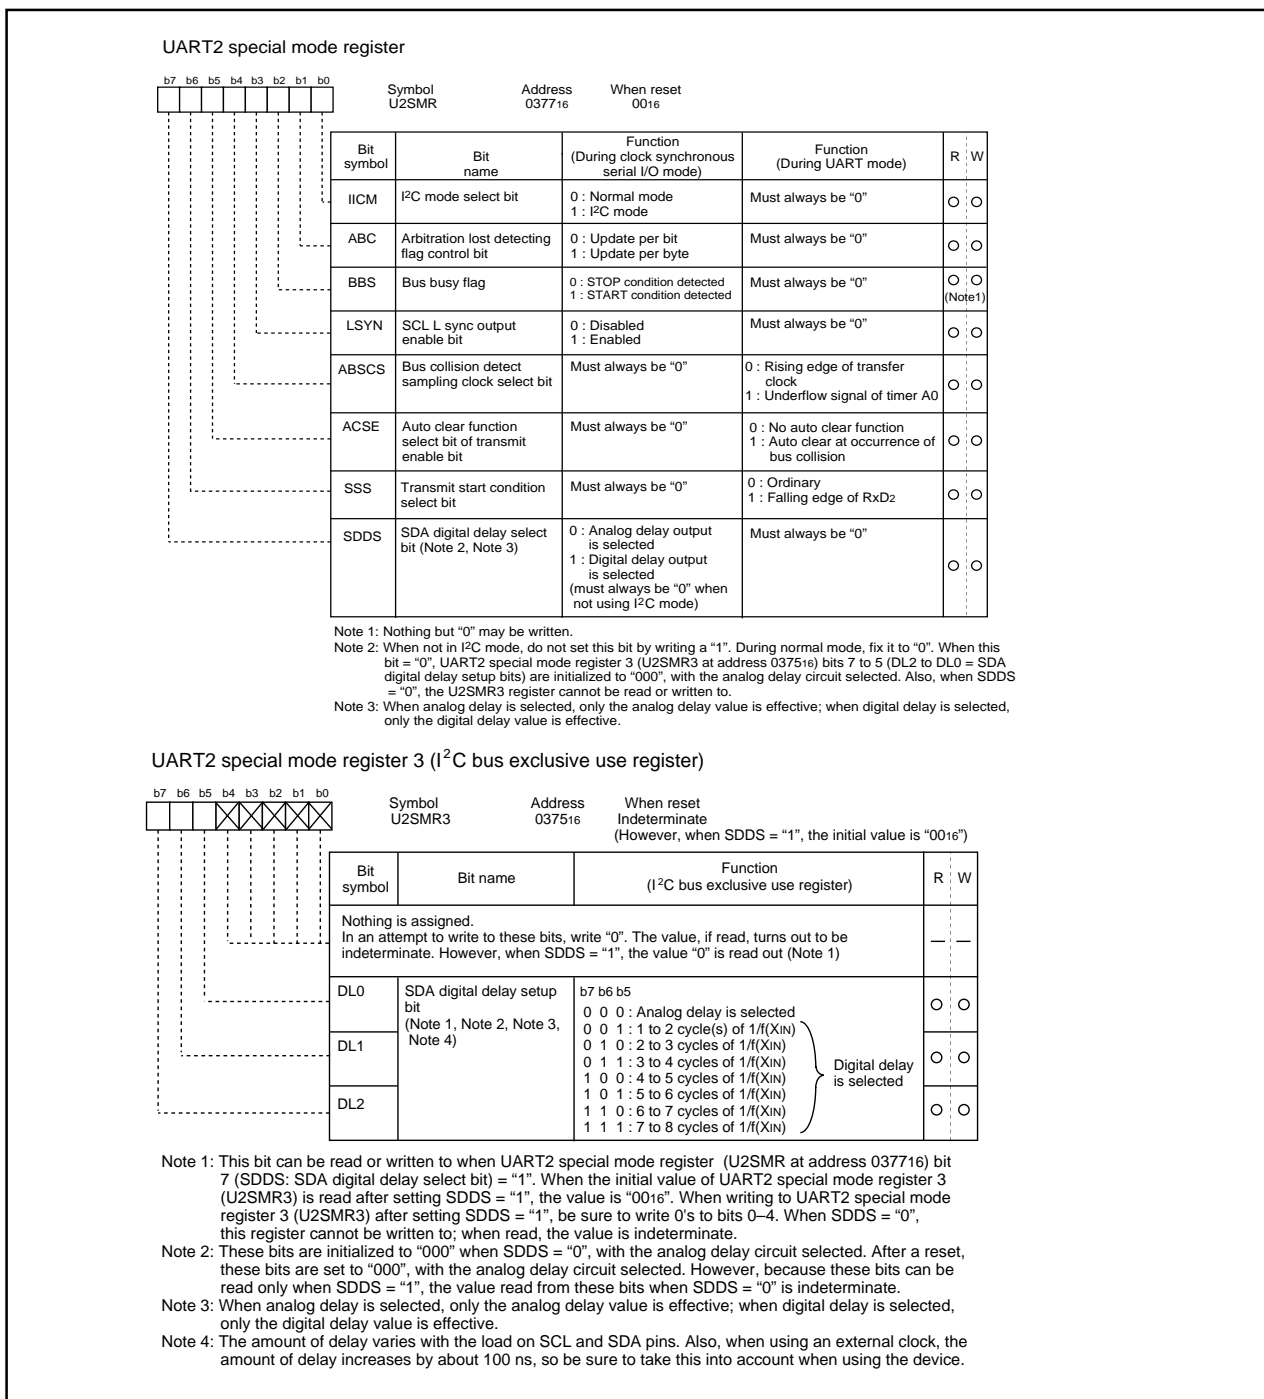 UART2 special mode register
b7 b6 b5 b4 b3 b2 b1 b0
Symbol Address When reset
U2SMR 037716 0016
Bit symbol Bit name Function (During clock synchronous serial I/O mode) Function (During UART mode) R W
IICM I2C mode select bit 0 : Normal mode Must always be “0”
1 : I2C mode
ABC Arbitration lost detecting 0 : Update per bit Must always be “0”
flag control bit 1 : Update per byte
BBS Bus busy flag 0 : STOP condition detected Must always be “0”
1 : START condition detected (Note1)
LSYN SCL L sync output 0 : Disabled Must always be “0”
enable bit 1 : Enabled
ABSCS Bus collision detect Must always be “0” 0 : Rising edge of transfer
sampling clock select bit clock
1 : Underflow signal of timer A0
ACSE Auto clear function Must always be “0” 0 : No auto clear function
select bit of transmit 1 : Auto clear at occurrence of
enable bit bus collision
SSS Transmit start condition Must always be “0” 0 : Ordinary
select bit 1 : Falling edge of RxD2
SDDS SDA digital delay select 0 : Analog delay output Must always be “0”
bit (Note 2, Note 3) is selected
1 : Digital delay output
is selected
(must always be “0” when
not using I2C mode)
Note 1: Nothing but “0” may be written.
Note 2: When not in I2C mode, do not set this bit by writing a “1”. During normal mode, fix it to “0”. When this
bit = “0”, UART2 special mode register 3 (U2SMR3 at address 037516) bits 7 to 5 (DL2 to DL0 = SDA
digital delay setup bits) are initialized to “000”, with the analog delay circuit selected. Also, when SDDS
= “0”, the U2SMR3 register cannot be read or written to.
Note 3: When analog delay is selected, only the analog delay value is effective; when digital delay is selected,
only the digital delay value is effective.
UART2 special mode register 3 (I2C bus exclusive use register)
b7 b6 b5 b4 b3 b2 b1 b0
Symbol Address When reset
U2SMR3 037516 Indeterminate
(However, when SDDS = “1”, the initial value is “0016”)
Bit symbol Bit name Function (I2C bus exclusive use register) R W
Nothing is assigned.
In an attempt to write to these bits, write “0”. The value, if read, turns out to be
indeterminate. However, when SDDS = “1”, the value “0” is read out (Note 1)
DL0 SDA digital delay setup b7 b6 b5
bit
(Note 1, Note 2, Note 3,
Note 4)
DL1
DL2
0 0 0 : Analog delay is selected
0 0 1 : 1 to 2 cycle(s) of 1/f(XIN)
0 1 0 : 2 to 3 cycles of 1/f(XIN)
0 1 1 : 3 to 4 cycles of 1/f(XIN)
1 0 0 : 4 to 5 cycles of 1/f(XIN)
1 0 1 : 5 to 6 cycles of 1/f(XIN)
1 1 0 : 6 to 7 cycles of 1/f(XIN)
1 1 1 : 7 to 8 cycles of 1/f(XIN)
Digital delay
is selected
Note 1: This bit can be read or written to when UART2 special mode register (U2SMR at address 037716) bit
7 (SDDS: SDA digital delay select bit) = “1”. When the initial value of UART2 special mode register 3
(U2SMR3) is read after setting SDDS = “1”, the value is “0016”. When writing to UART2 special mode
register 3 (U2SMR3) after setting SDDS = “1”, be sure to write 0's to bits 0–4. When SDDS = “0”,
this register cannot be written to; when read, the value is indeterminate.
Note 2: These bits are initialized to “000” when SDDS = “0”, with the analog delay circuit selected. After a reset,
these bits are set to “000”, with the analog delay circuit selected. However, because these bits can be
read only when SDDS = “1”, the value read from these bits when SDDS = “0” is indeterminate.
Note 3: When analog delay is selected, only the analog delay value is effective; when digital delay is selected,
only the digital delay value is effective.
Note 4: The amount of delay varies with the load on SCL and SDA pins. Also, when using an external clock, the
amount of delay increases by about 100 ns, so be sure to take this into account when using the device.